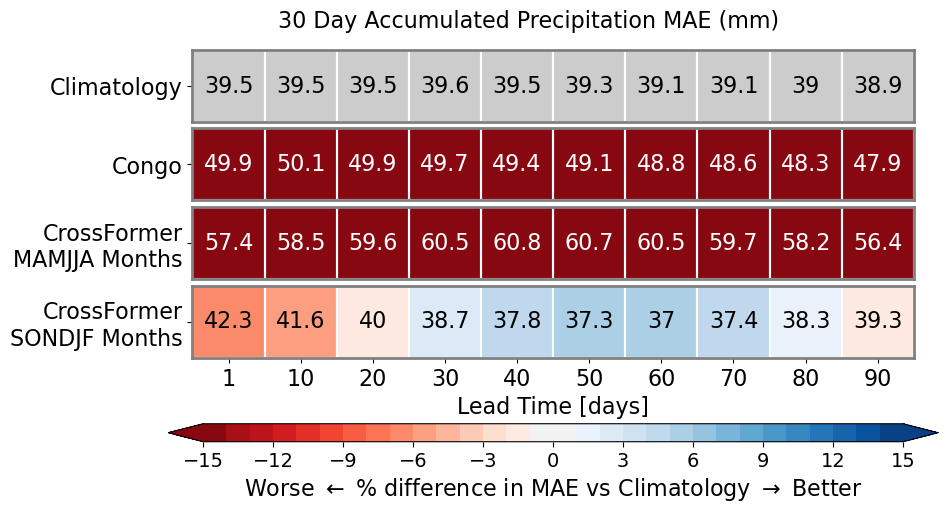 30 Day Accumulated Precipitation MAE (mm)
Climatology 39.5 39.5 39.5 39.6 39.5 39.3 39.1 39.1 39 38.9
Congo 49.9 50.1 49.9 49.7 49.4 49.1 48.8 48.6 48.3 47.9
CrossFormer
MAMJJA Months 57.4 58.5 59.6 60.5 60.8 60.7 60.5 59.7 58.2 56.4
CrossFormer
SONDJF Months 42.3 41.6 40 38.7 37.8 37.3 37 37.4 38.3 39.3
1 10 20 30 40 50 60 70 80 90
Lead Time [days]
−15 −12 −9 −6 −3 0 3 6 9 12 15
Worse ← % difference in MAE vs Climatology → Better